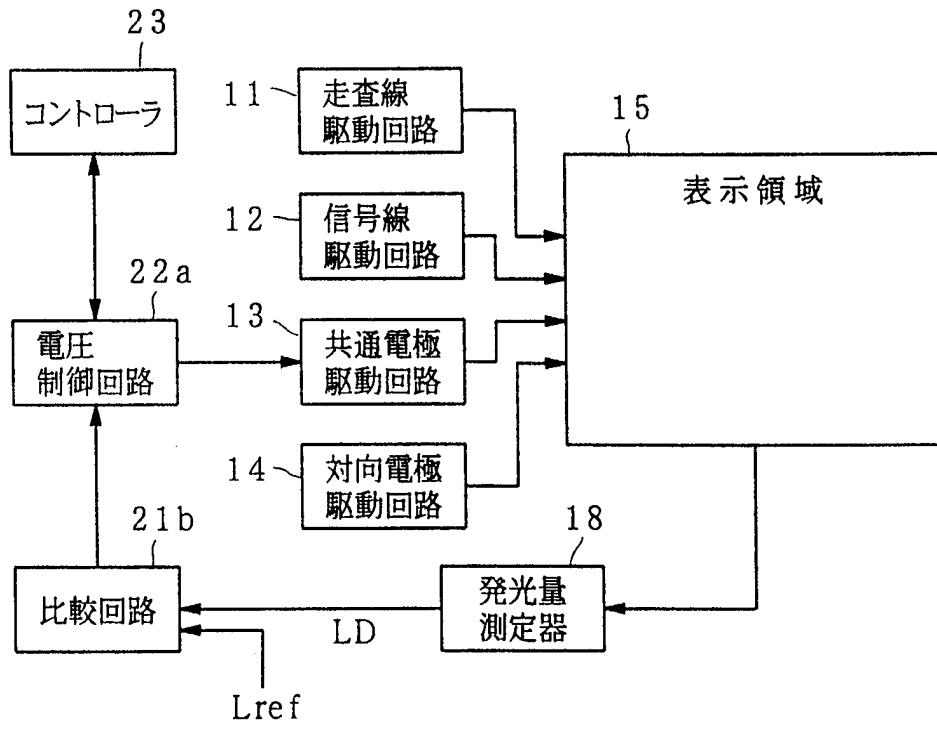 23
コントローラ
11
走査線
駆動回路
15
表示領域
12
信号線
駆動回路
22a
電圧
制御回路
13
共通電極
駆動回路
14
対向電極
駆動回路
21b
比較回路
18
発光量
測定器
LD
Lref